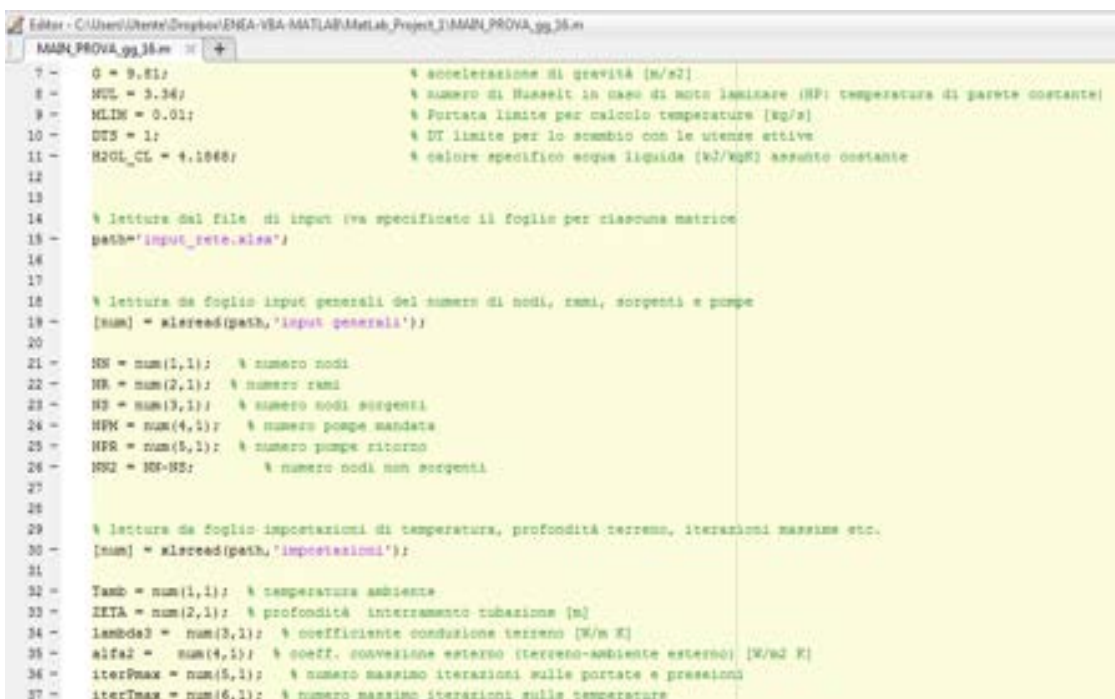 Editor - C:\Users\Utente\Dropbox\ENEA-VBA-MATLAB\MatLab_Project_1\MAIN_PROVA_gg_16.m
MAIN_PROVA_gg_16.m × +
7 - G = 9.81; % accelerazione di gravità [m/s2]
8 - NUL = 3.36; % numero di Nusselt in caso di moto laminare (HP: temperatura di parete costante)
9 - MLIM = 0.01; % Portata limite per calcolo temperature [kg/s]
10 - DTS = 1; % DT limite per lo scambio con le utenze attive
11 - H2OL_CL = 4.1868; % calore specifico acqua liquida [kJ/kgK] assunto costante
12
13
14 % lettura dal file di input (va specificato il foglio per ciascuna matrice
15 - path='input_rete.xlsm';
16
17
18 % lettura da foglio input generali del numero di nodi, rami, sorgenti e pompe
19 - [num] = xlsread(path,'input generali');
20
21 - NN = num(1,1); % numero nodi
22 - NR = num(2,1); % numero rami
23 - NS = num(3,1); % numero nodi sorgenti
24 - NPM = num(4,1); % numero pompe mandata
25 - NPR = num(5,1); % numero pompe ritorno
26 - NN2 = NN-NS; % numero nodi non sorgenti
27
28
29 % lettura da foglio impostazioni di temperatura, profondità terreno, iterazioni massime etc.
30 - [num] = xlsread(path,'impostazioni');
31
32 - Tamb = num(1,1); % temperatura ambiente
33 - ZETA = num(2,1); % profondità interramento tubazione [m]
34 - lambda3 = num(3,1); % coefficiente conduzione terreno [W/m K]
35 - alfa2 = num(4,1); % coeff. convezione esterno (terreno-ambiente esterno) [W/m2 K]
36 - iterPmax = num(5,1); % numero massimo iterazioni sulle portate e pressioni
37 - iterTmax = num(6,1); % numero massimo iterazioni sulle temperature